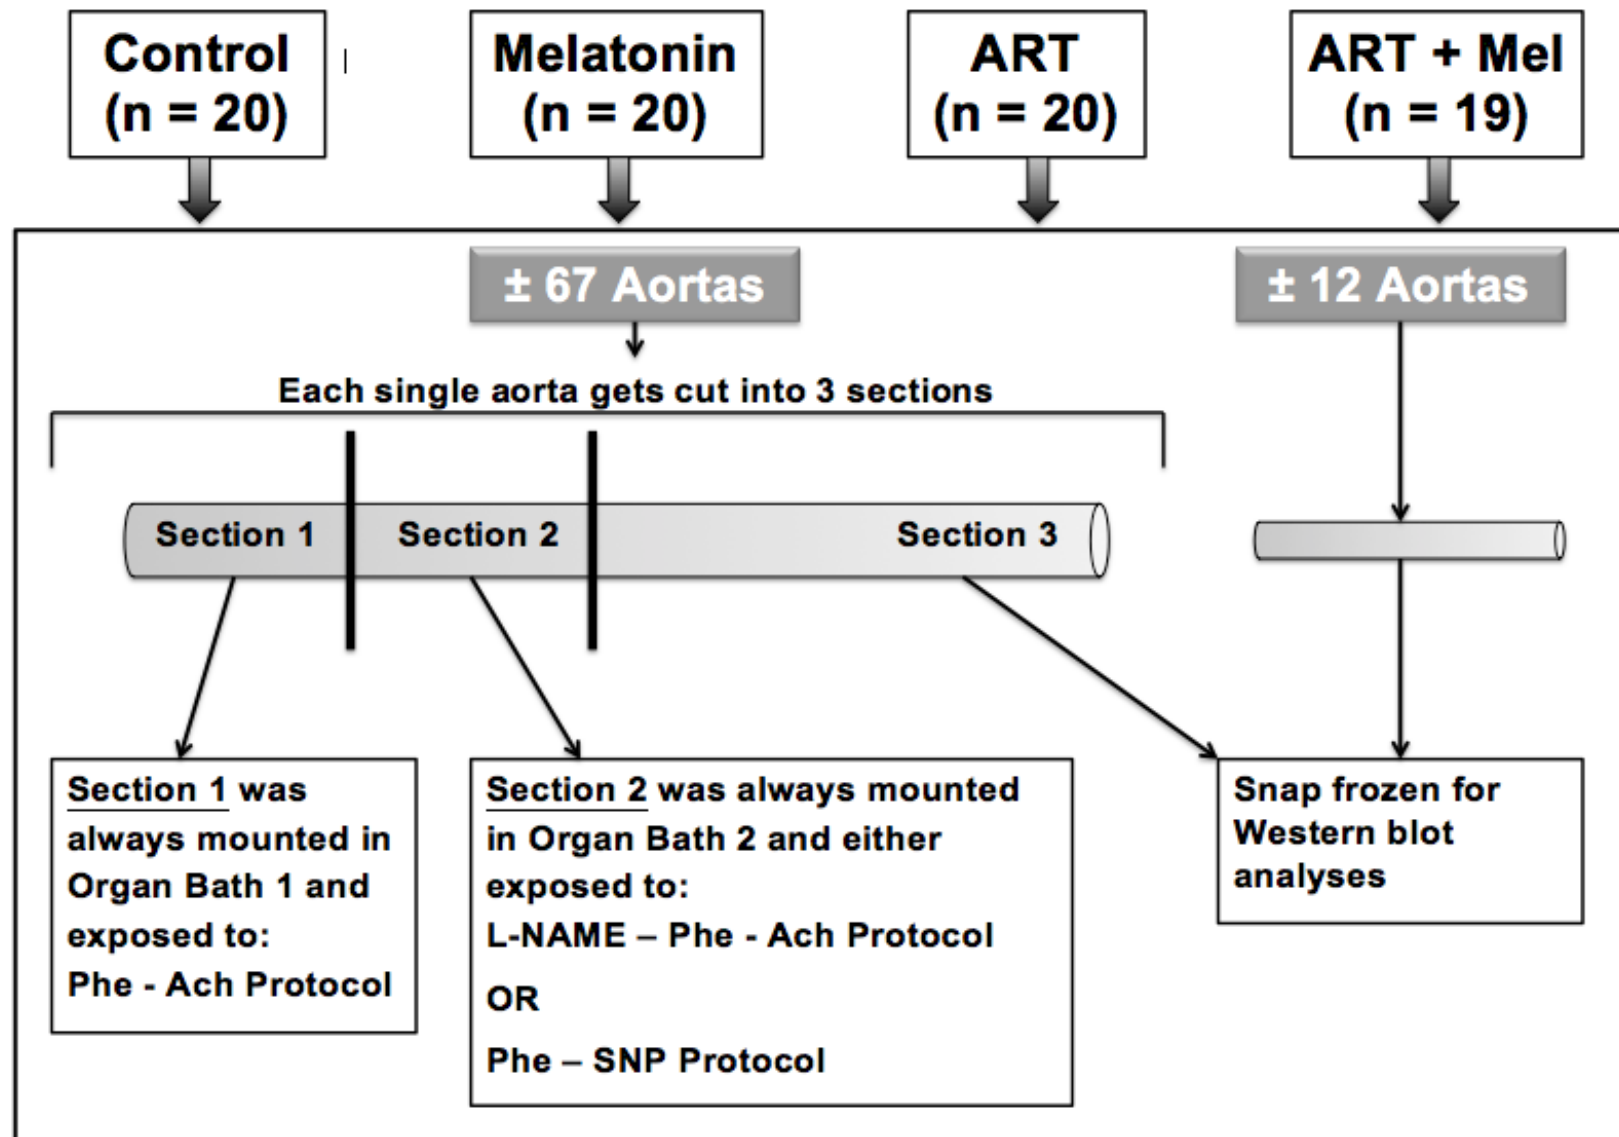 Control
(n = 20)
Melatonin
(n = 20)
ART
(n = 20)
ART + Mel
(n = 19)
± 67 Aortas
± 12 Aortas
Each single aorta gets cut into 3 sections
Section 1
Section 2
Section 3
Section 1 was
always mounted in
Organ Bath 1 and
exposed to:
Phe - Ach Protocol
Section 2 was always mounted
in Organ Bath 2 and either
exposed to:
L-NAME – Phe - Ach Protocol
OR
Phe – SNP Protocol
Snap frozen for
Western blot
analyses